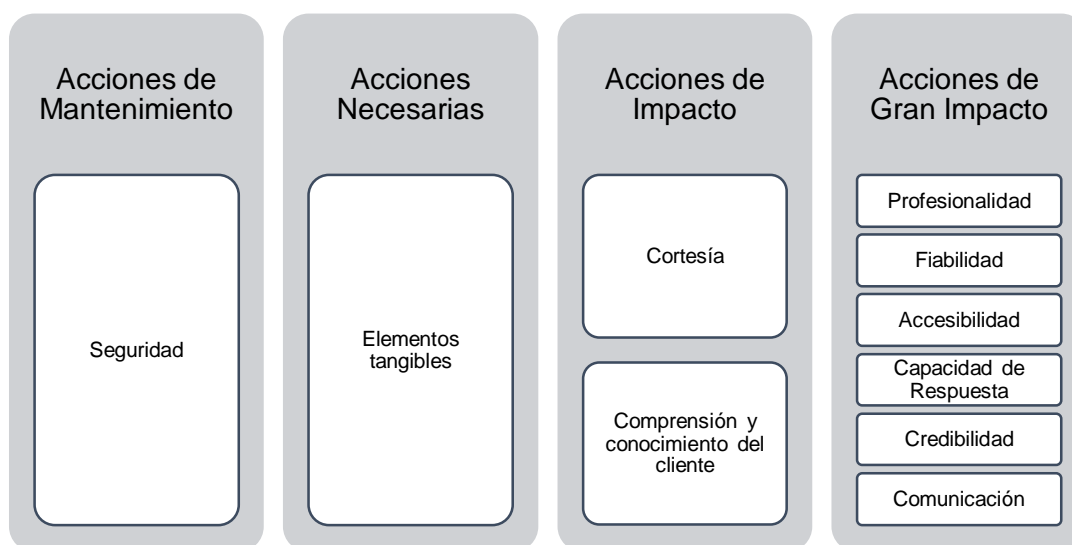 Acciones de
Mantenimiento
Seguridad
Acciones
Necesarias
Elementos
tangibles
Acciones de
Impacto
Cortesía
Comprensión y
conocimiento del
cliente
Acciones de
Gran Impacto
Profesionalidad
Fiabilidad
Accesibilidad
Capacidad de
Respuesta
Credibilidad
Comunicación